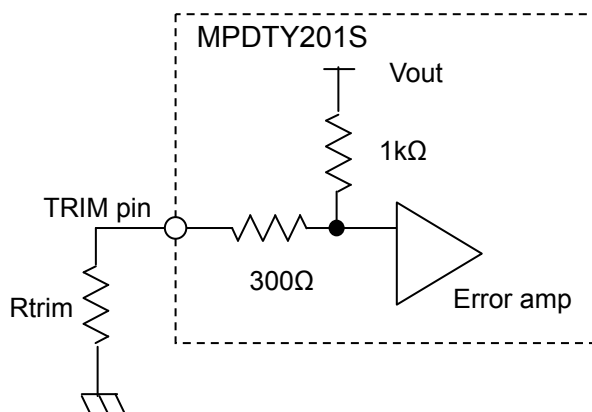 MPDTY201S
Vout
1kΩ
TRIM pin
300Ω
Rtrim
Error amp